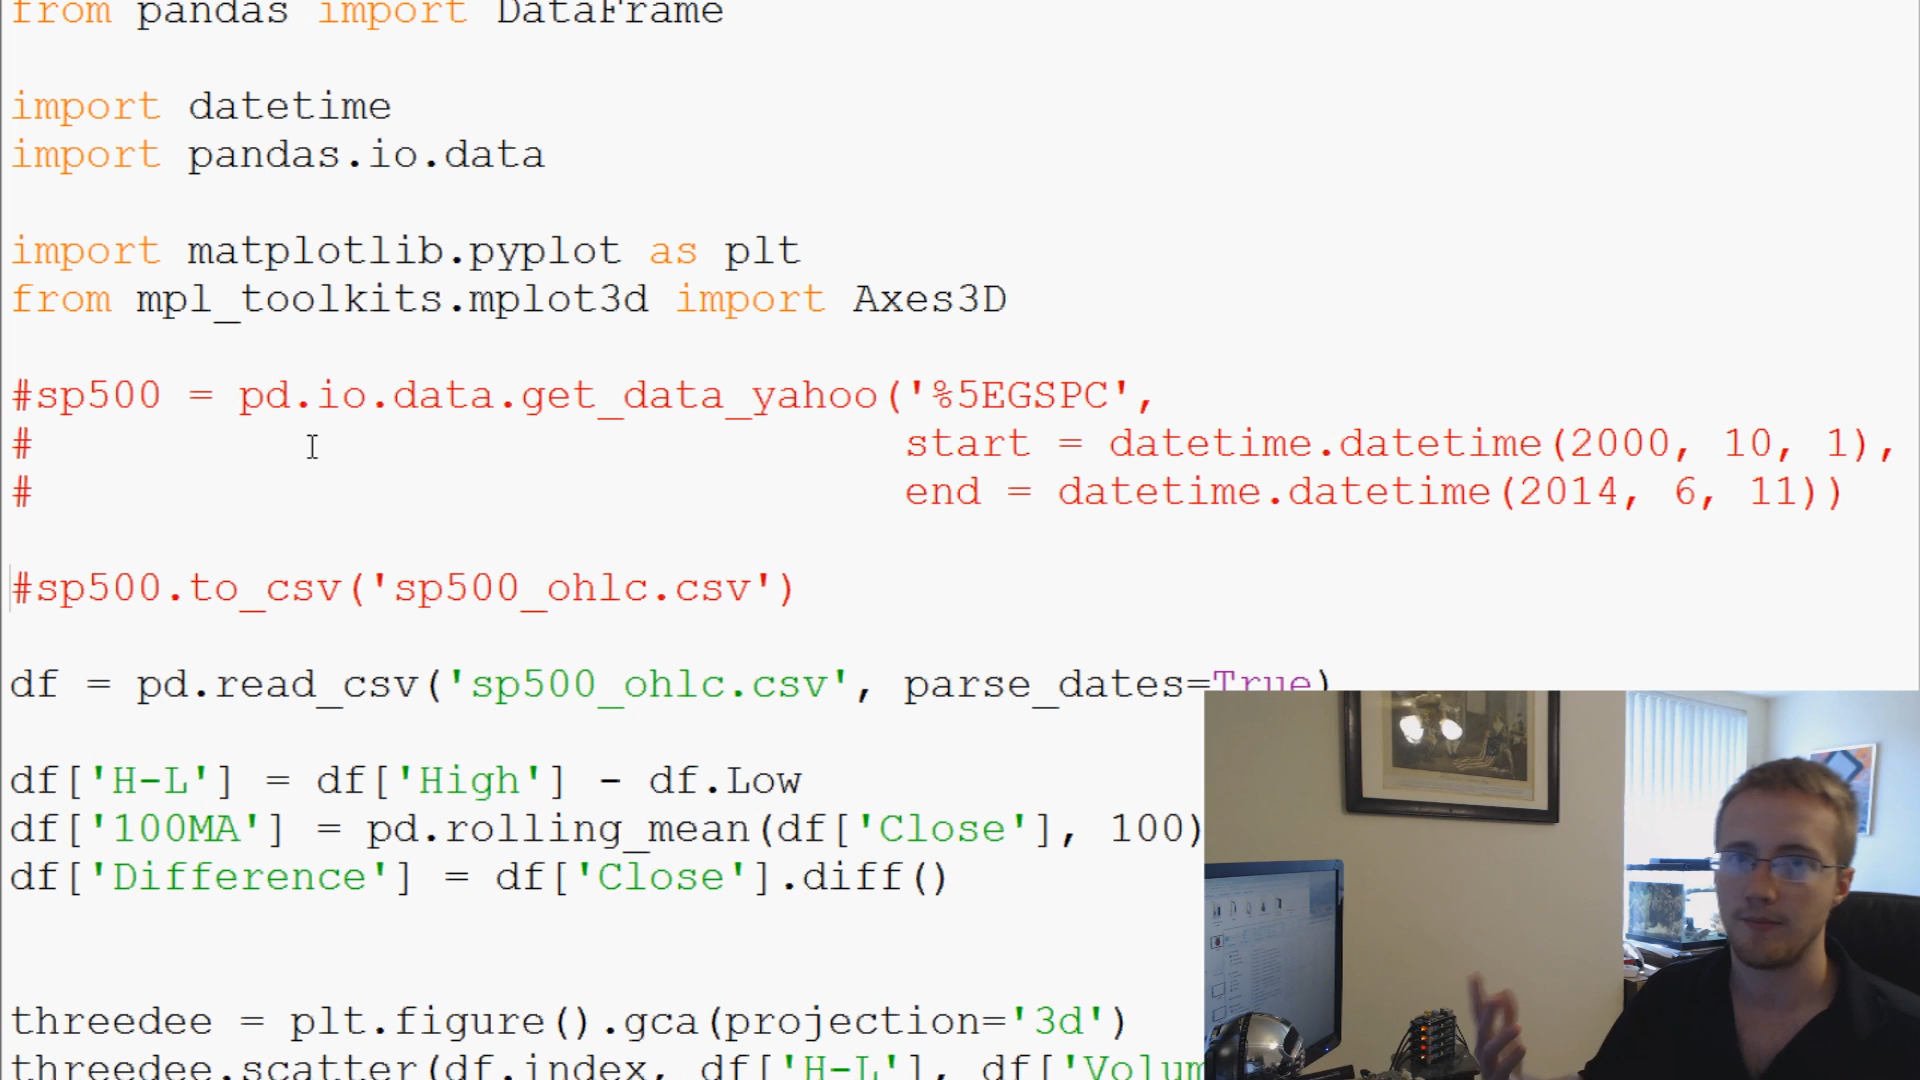 from pandas import DataFrame
import datetime
import pandas.io.data
import matplotlib.pyplot as plt
from mpl_toolkits.mplot3d import Axes3D
#sp500 = pd.io.data.get_data_yahoo('%5EGSPC',
# start = datetime.datetime(2000, 10, 1),
# end = datetime.datetime(2014, 6, 11))
#sp500.to_csv('sp500_ohlc.csv')
df = pd.read_csv('sp500_ohlc.csv', parse_dates=True)
df['H-L'] = df['High'] - df.Low
df['100MA'] = pd.rolling_mean(df['Close'], 100)
df['Difference'] = df['Close'].diff()
threedee = plt.figure().gca(projection='3d')
threedee.scatter(df.index, df['H-L'], df['Volum